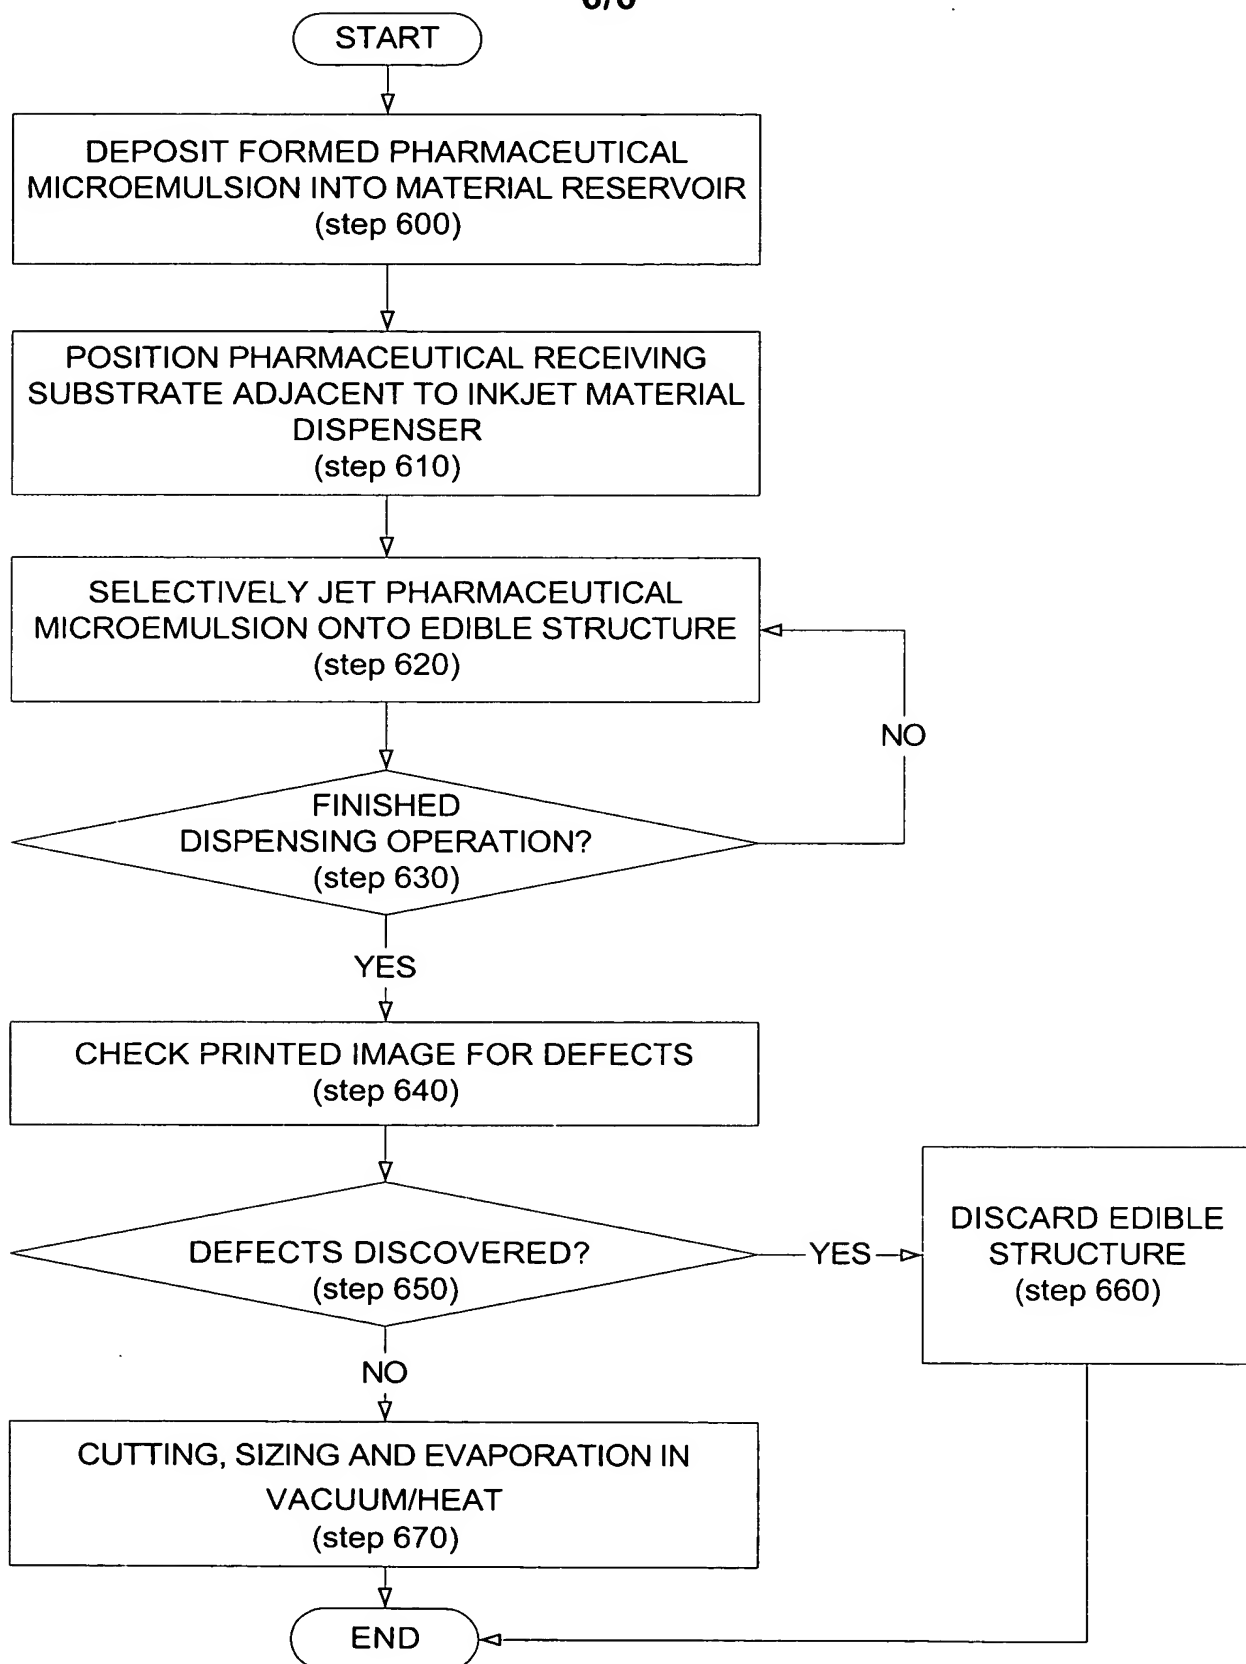 6/6
START
DEPOSIT FORMED PHARMACEUTICAL
MICROEMULSION INTO MATERIAL RESERVOIR
(step 600)
POSITION PHARMACEUTICAL RECEIVING
SUBSTRATE ADJACENT TO INKJET MATERIAL
DISPENSER
(step 610)
SELECTIVELY JET PHARMACEUTICAL
MICROEMULSION ONTO EDIBLE STRUCTURE
(step 620)
NO
FINISHED
DISPENSING OPERATION?
(step 630)
YES
CHECK PRINTED IMAGE FOR DEFECTS
(step 640)
DEFECTS DISCOVERED?
(step 650)
YES
DISCARD EDIBLE
STRUCTURE
(step 660)
NO
CUTTING, SIZING AND EVAPORATION IN
VACUUM/HEAT
(step 670)
END